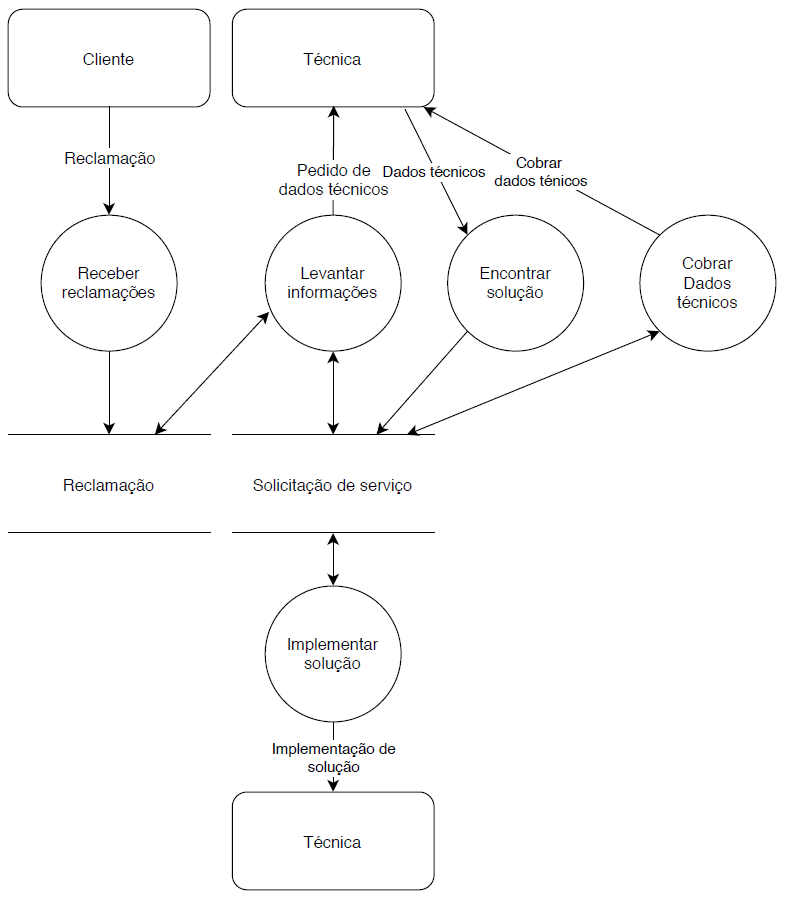 Cliente
Técnica
Reclamação
Pedido de
dados técnicos
Dados técnicos
Cobrar
dados ténicos
Receber
reclamações
Levantar
informações
Encontrar
solução
Cobrar
Dados
técnicos
Reclamação
Solicitação de serviço
Implementar
solução
Implementação de
solução
Técnica